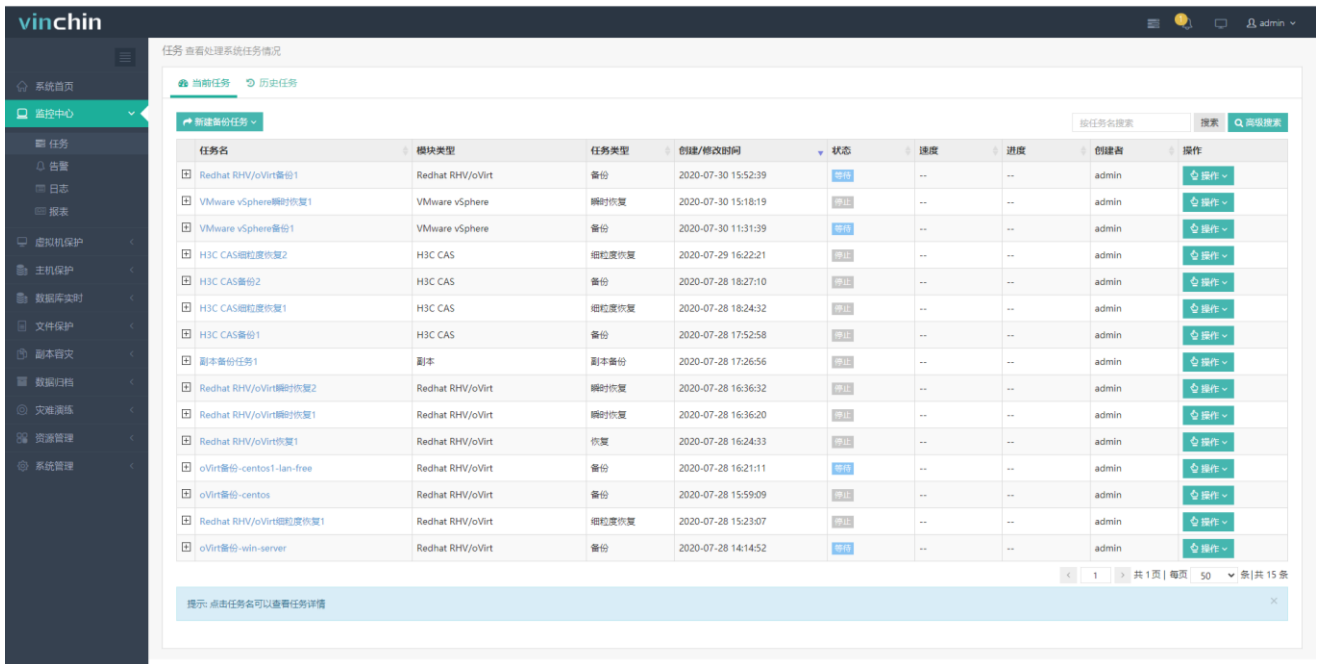 vinchin
1
admin
任务 查看处理系统任务情况
系统首页
监控中心
任务
告警
日志
报表
虚拟机保护
主机保护
数据库实时
文件保护
副本容灾
数据归档
灾难演练
资源管理
系统管理
当前任务 历史任务
新建备份任务 按任务名搜索 搜索 高级搜索
任务名 模块类型 任务类型 创建/修改时间 状态 速度 进度 创建者 操作
Redhat RHV/oVirt备份1 Redhat RHV/oVirt 备份 2020-07-30 15:52:39 等待 -- -- admin 操作
VMware vSphere瞬时恢复1 VMware vSphere 瞬时恢复 2020-07-30 15:18:19 停止 -- -- admin 操作
VMware vSphere备份1 VMware vSphere 备份 2020-07-30 11:31:39 等待 -- -- admin 操作
H3C CAS细粒度恢复2 H3C CAS 细粒度恢复 2020-07-29 16:22:21 停止 -- -- admin 操作
H3C CAS备份2 H3C CAS 备份 2020-07-28 18:27:10 停止 -- -- admin 操作
H3C CAS细粒度恢复1 H3C CAS 细粒度恢复 2020-07-28 18:24:32 停止 -- -- admin 操作
H3C CAS备份1 H3C CAS 备份 2020-07-28 17:52:58 停止 -- -- admin 操作
副本备份任务1 副本 副本备份 2020-07-28 17:26:56 停止 -- -- admin 操作
Redhat RHV/oVirt瞬时恢复2 Redhat RHV/oVirt 瞬时恢复 2020-07-28 16:36:32 停止 -- -- admin 操作
Redhat RHV/oVirt瞬时恢复1 Redhat RHV/oVirt 瞬时恢复 2020-07-28 16:36:20 停止 -- -- admin 操作
Redhat RHV/oVirt恢复1 Redhat RHV/oVirt 恢复 2020-07-28 16:24:33 停止 -- -- admin 操作
oVirt备份-centos1-lan-free Redhat RHV/oVirt 备份 2020-07-28 16:21:11 等待 -- -- admin 操作
oVirt备份-centos Redhat RHV/oVirt 备份 2020-07-28 15:59:09 停止 -- -- admin 操作
Redhat RHV/oVirt细粒度恢复1 Redhat RHV/oVirt 细粒度恢复 2020-07-28 15:23:07 停止 -- -- admin 操作
oVirt备份-win-server Redhat RHV/oVirt 备份 2020-07-28 14:14:52 等待 -- -- admin 操作
1 共1页| 每页 50 条|共 15 条
提示: 点击任务名可以查看任务详情